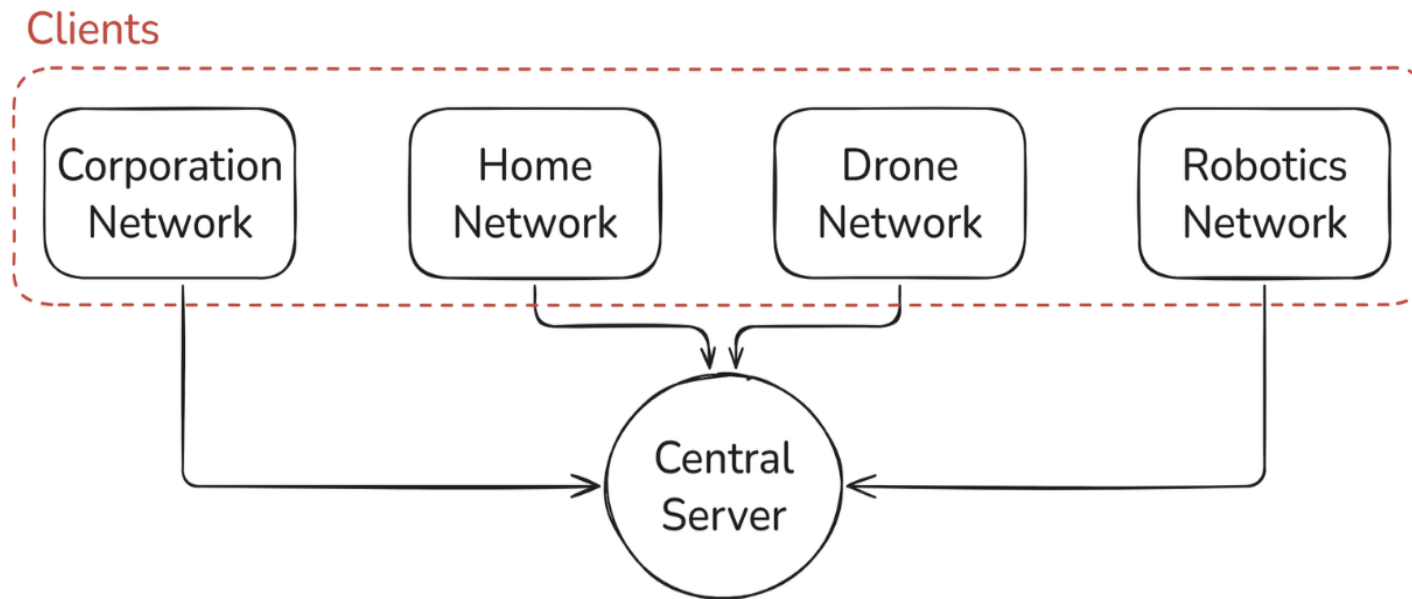 Clients
Corporation
Network
Home
Network
Drone
Network
Robotics
Network
Central
Server